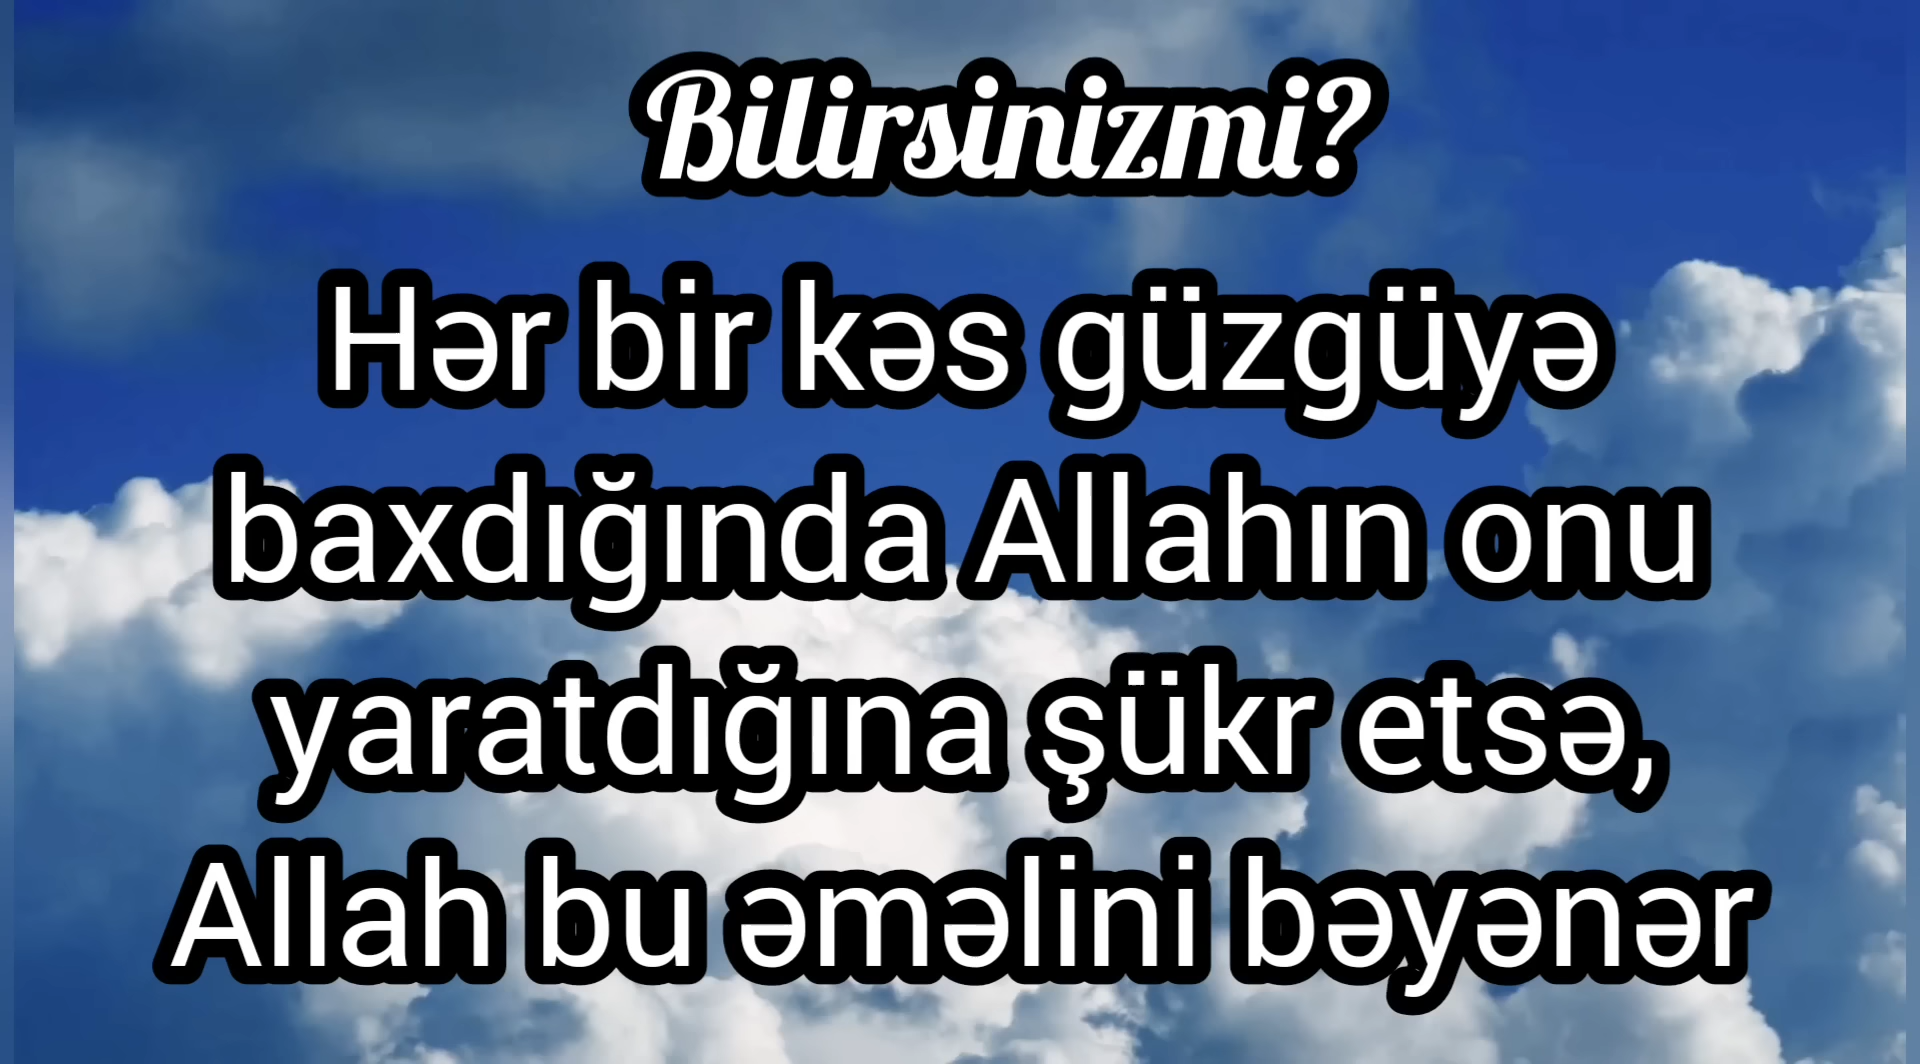 Bilirsinizmi?
Hər bir kəs güzgüyə
baxdığında Allahın onu
yaratdığına şükr etsə,
Allah bu əməlini bəyənər